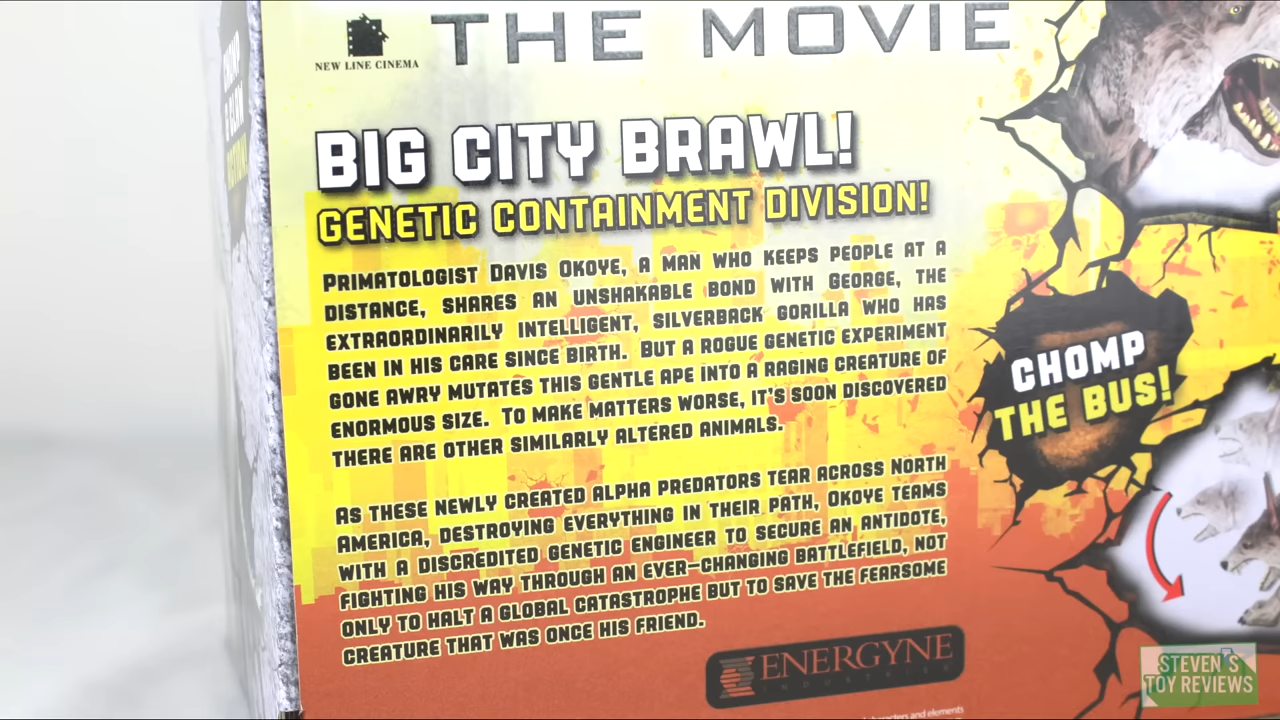 NEW LINE CINEMA
THE MOVIE
BIG CITY BRAWL!
GENETIC CONTAINMENT DIVISION!
PRIMATOLOGIST DAVIS OKOYE, A MAN WHO KEEPS PEOPLE AT A
DISTANCE, SHARES AN UNSHAKABLE BOND WITH GEORGE, THE
EXTRAORDINARILY INTELLIGENT, SILVERBACK GORILLA WHO HAS
BEEN IN HIS CARE SINCE BIRTH. BUT A ROGUE GENETIC EXPERIMENT
GONE AWRY MUTATES THIS GENTLE APE INTO A RAGING CREATURE OF
ENORMOUS SIZE. TO MAKE MATTERS WORSE, IT'S SOON DISCOVERED
THERE ARE OTHER SIMILARLY ALTERED ANIMALS.
AS THESE NEWLY CREATED ALPHA PREDATORS TEAR ACROSS NORTH
AMERICA, DESTROYING EVERYTHING IN THEIR PATH, OKOYE TEAMS
WITH A DISCREDITED GENETIC ENGINEER TO SECURE AN ANTIDOTE,
FIGHTING HIS WAY THROUGH AN EVER-CHANGING BATTLEFIELD, NOT
ONLY TO HALT A GLOBAL CATASTROPHE BUT TO SAVE THE FEARSOME
CREATURE THAT WAS ONCE HIS FRIEND.
CHOMP
THE BUS!
ENERGYNE
INDUSTRIES
characters and elements
STEVEN'S
TOY REVIEWS